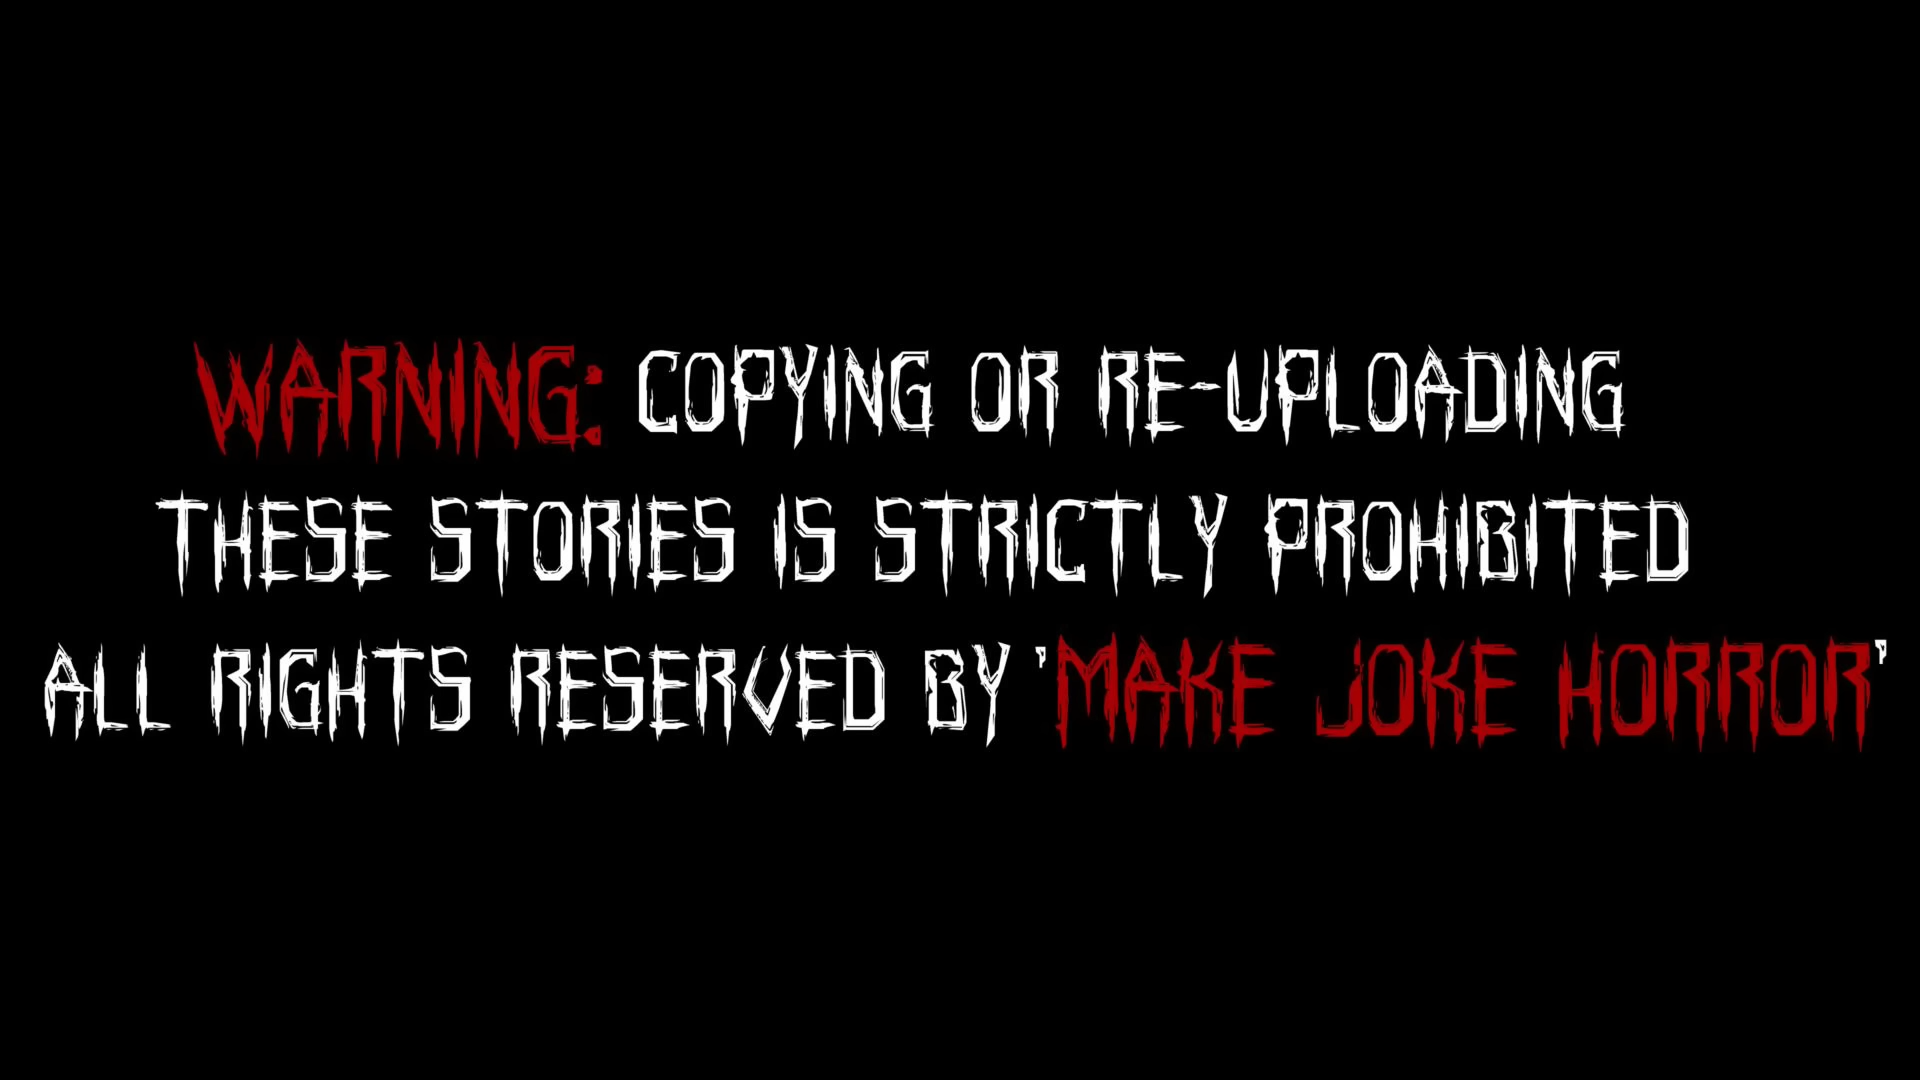 WARNING: COPYING OR RE-UPLOADING
THESE STORIES IS STRICTLY PROHIBITED
ALL RIGHTS RESERVED BY 'MAKE JOKE HORROR'